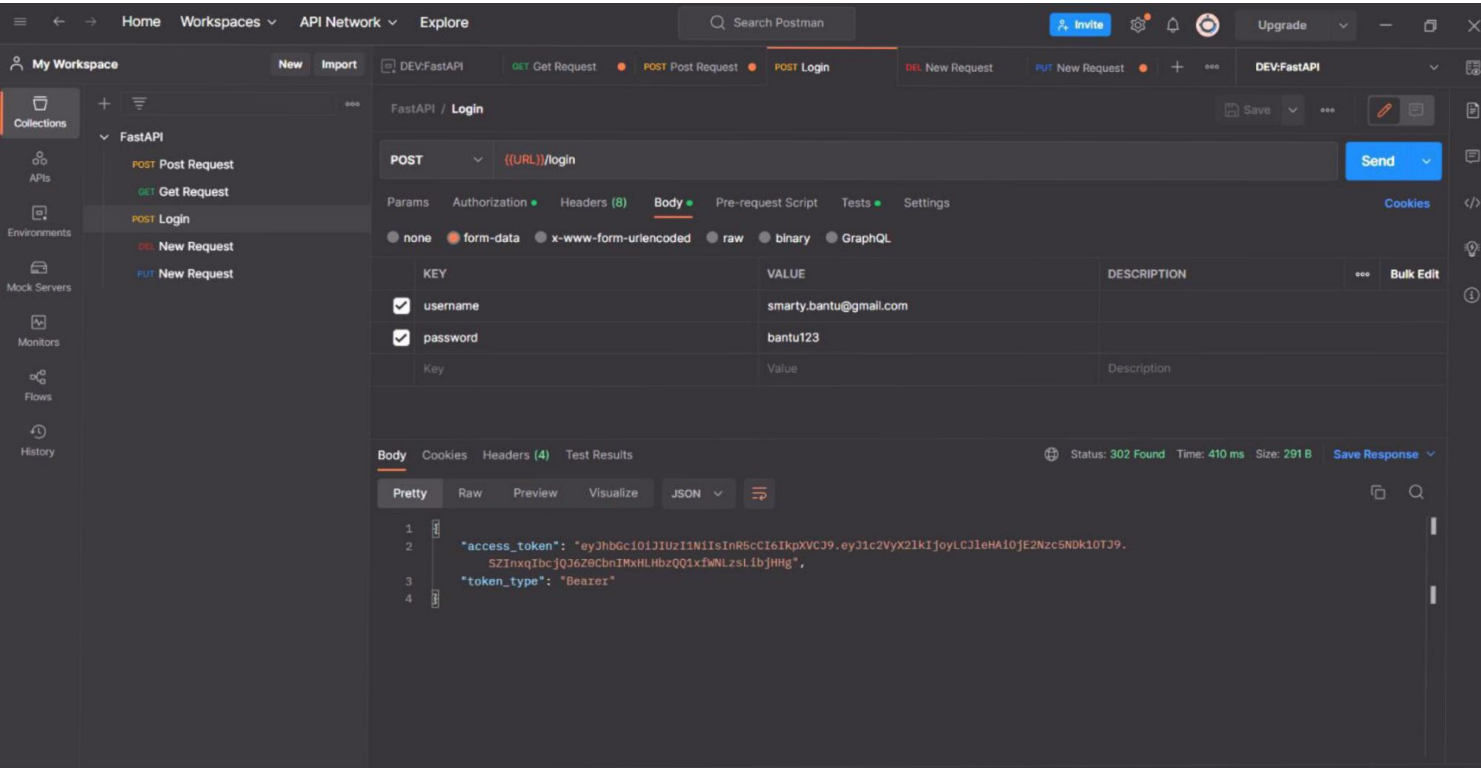 Home Workspaces API Network Explore Search Postman Invite Upgrade
My Workspace New Import DEV:FastAPI GET Get Request POST Post Request POST Login DEL New Request PUT New Request DEV:FastAPI
Collections
APIs
Environments
Mock Servers
Monitors
Flows
History
FastAPI
POST Post Request
GET Get Request
POST Login
DEL New Request
PUT New Request
FastAPI / Login Save
POST {{URL}}/login Send
Params Authorization Headers (8) Body Pre-request Script Tests Settings Cookies
none form-data x-www-form-urlencoded raw binary GraphQL
KEY VALUE DESCRIPTION Bulk Edit
username smarty.bantu@gmail.com
password bantu123
Key Value Description
Body Cookies Headers (4) Test Results Status: 302 Found Time: 410 ms Size: 291 B Save Response
Pretty Raw Preview Visualize JSON
1 {
2 "access_token": "eyJhbGciOiJIUzI1NiIsInR5cCI6IkpXVCJ9.eyJ1c2VyX2lkIjoyLCJleHAiOjE2Nzc5NDk1OTJ9.
SZInxqIbcjQJ6Z0CbnIMxHLHbzQQ1xfWNLzsLibjHHg",
3 "token_type": "Bearer"
4 }